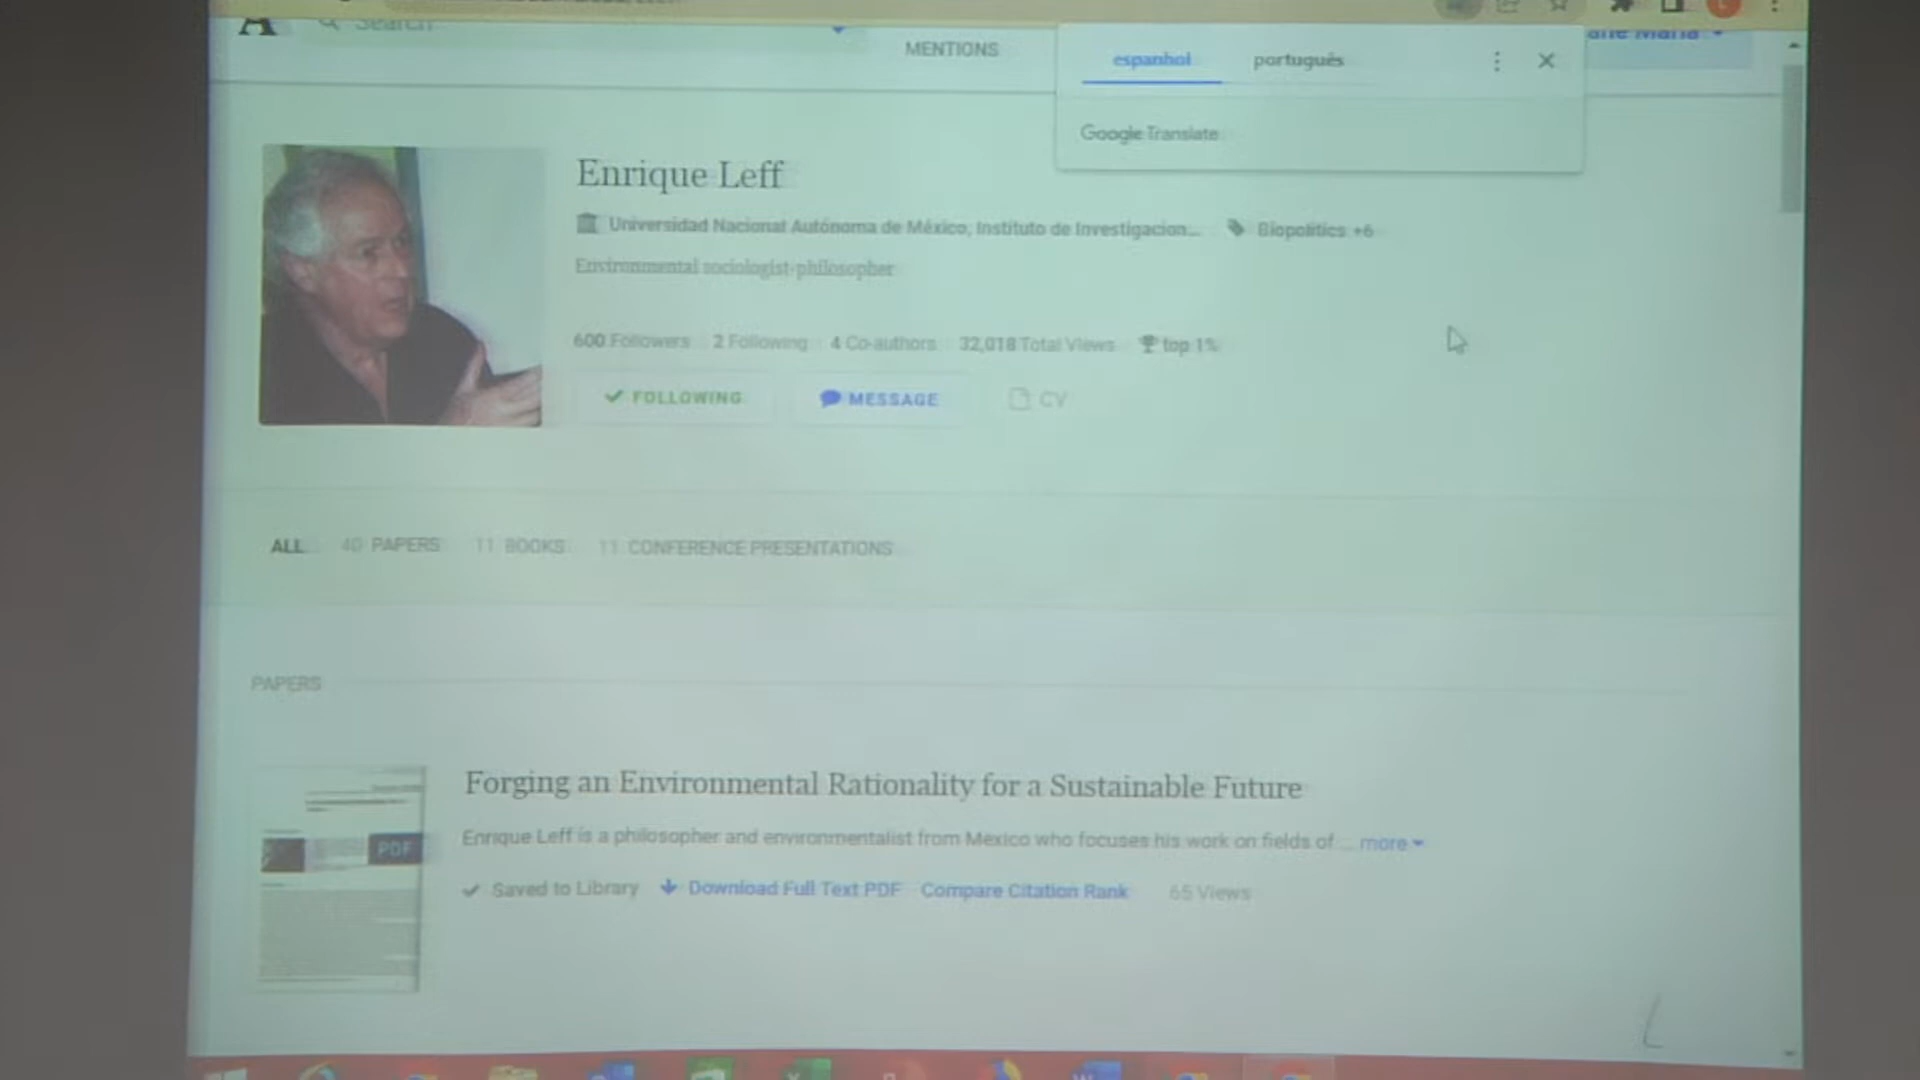 Search
MENTIONS
espanhol português
Google Translate
Enrique Leff
Universidad Nacional Autónoma de México, Instituto de Investigacion... Biopolitics +6
Environmental sociologist-philosopher
600 Followers 2 Following 4 Co-authors 32,018 Total Views top 1%
FOLLOWING MESSAGE CV
ALL 40 PAPERS 11 BOOKS 11 CONFERENCE PRESENTATIONS
PAPERS
Forging an Environmental Rationality for a Sustainable Future
PDF
Enrique Leff is a philosopher and environmentalist from Mexico who focuses his work on fields of ... more
Saved to Library Download Full Text PDF Compare Citation Rank 65 Views